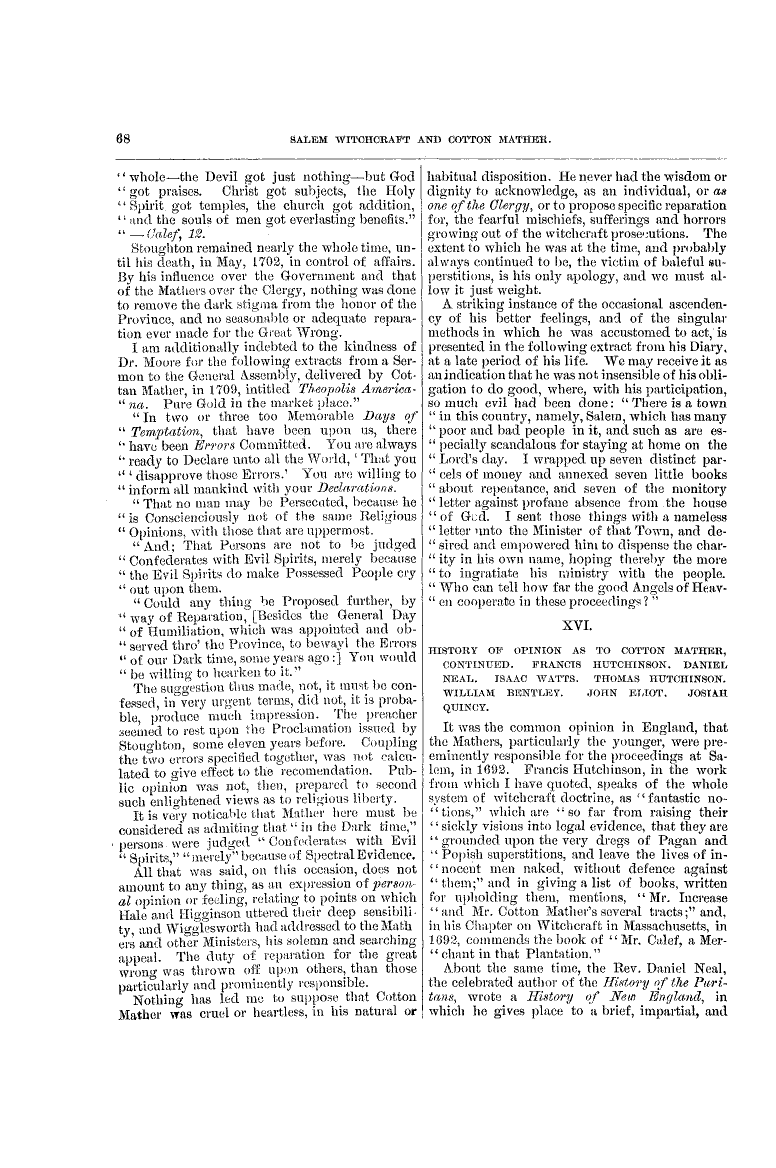 68
SALEM WITCHCRAFT AND COTTON MATHER.
“whole—the Devil got just nothing—but God
“got praises. Christ got subjects, the Holy
“Spirit got temples, the church got addition,
“and the souls of men got everlasting benefits.”
“—Calef, 12.
Stoughton remained nearly the whole time, un-
til his death, in May, 1702, in control of affairs.
By his influence over the Government and that
of the Mathers over the Clergy, nothing was done
to remove the dark stigma from the honor of the
Province, and no seasonable or adequate repara-
tion ever made for the Great Wrong.
I am additionally indebted to the kindness of
Dr. Moore for the following extracts from a Ser-
mon to the General Assembly, delivered by Cot-
tan Mather, in 1709, intitled Theopolis America-
“na. Pure Gold in the market place.”
“In two or three too Memorable Days of
“Temptation, that have been upon us, there
“have been Errors Committed. You are always
“ready to Declare unto all the World, ‘That you
“‘disapprove those Errors.’ You are willing to
“inform all mankind with your Declarations.
“That no man may be Persecuted, because he
“is Conscienciously not of the same Religious
“Opinions, with those that are uppermost.
“And; That Persons are not to be judged
“Confederates with Evil Spirits, merely because
“the Evil Spirits do make Possessed People cry
“out upon them.
“Could any thing be Proposed further, by
“way of Reparation, [Besides the General Day
“of Humiliation, which was appointed and ob-
“served thro’ the Province, to bewayl the Errors
“of our Dark time, some years ago:] You would
“be willing to hearken to it.”
The suggestion thus made, not, it must be con-
fessed, in very urgent terms, did not, it is proba-
ble, produce much impression. The preacher
seemed to rest upon the Proclamation issued by
Stoughton, some eleven years before. Coupling
the two errors specified together, was not calcu-
lated to give effect to the recomendation. Pub-
lic opinion was not, then, prepared to second
such enlightened views as to religious liberty.
It is very noticable that Mather here must be
considered as admiting that “in the Dark time,”
persons were judged “Confederates with Evil
“Spirits,” “merely” because of Spectral Evidence.
All that was said, on this occasion, does not
amount to any thing, as an expression of person-
al opinion or feeling, relating to points on which
Hale and Higginson uttered their deep sensibili-
ty, and Wigglesworth had addressed to the Math
ers and other Ministers, his solemn and searching
appeal. The duty of reparation for the great
wrong was thrown off upon others, than those
particularly and prominently responsible.
Nothing has led me to suppose that Cotton
Mather was cruel or heartless, in his natural or
habitual disposition. He never had the wisdom or
dignity to acknowledge, as an individual, or as
one of the Clergy, or to propose specific reparation
for, the fearful mischiefs, sufferings and horrors
growing out of the witchcraft prosecutions. The
extent to which he was at the time, and probably
always continued to be, the victim of baleful su-
perstitions, is his only apology, and we must al-
low it just weight.
A striking instance of the occasional ascenden-
cy of his better feelings, and of the singular
methods in which he was accustomed to act, is
presented in the following extract from his Diary,
at a late period of his life. We may receive it as
an indication that he was not insensible of his obli-
gation to do good, where, with his participation,
so much evil had been done: “There is a town
“in this country, namely, Salem, which has many
“poor and bad people in it, and such as are es-
“pecially scandalous for staying at home on the
“Lord’s day. I wrapped up seven distinct par-
“cels of money and annexed seven little books
“about repentance, and seven of the monitory
“letter against profane absence from the house
“of God. I sent those things with a nameless
“letter unto the Minister of that Town, and de-
“sired and empowered him to dispense the char-
“ity in his own name, hoping thereby the more
“to ingratiate his ministry with the people.
“Who can tell how far the good Angels of Heav-
“en cooperate in these proceedings?”
XVI.
HISTORY OF OPINION AS TO COTTON MATHER,
CONTINUED. FRANCIS HUTCHINSON. DANIEL
NEAL. ISAAC WATTS. THOMAS HUTCHINSON.
WILLIAM BENTLEY. JOHN ELIOT. JOSIAH
QUINCY.
It was the common opinion in England, that
the Mathers, particularly the younger, were pre-
eminently responsible for the proceedings at Sa-
lem, in 1692. Francis Hutchinson, in the work
from which I have quoted, speaks of the whole
system of witchcraft doctrine, as “fantastic no-
“tions,” which are “so far from raising their
“sickly visions into legal evidence, that they are
“grounded upon the very dregs of Pagan and
“Popish superstitions, and leave the lives of in-
“nocent men naked, without defence against
“them;” and in giving a list of books, written
for upholding them, mentions, “Mr. Increase
“and Mr. Cotton Mather’s several tracts;” and,
in his Chapter on Witchcraft in Massachusetts, in
1692, commends the book of “Mr. Calef, a Mer-
“chant in that Plantation.”
About the same time, the Rev. Daniel Neal,
the celebrated author of the History of the Puri-
tans, wrote a History of New England, in
which he gives place to a brief, impartial, and